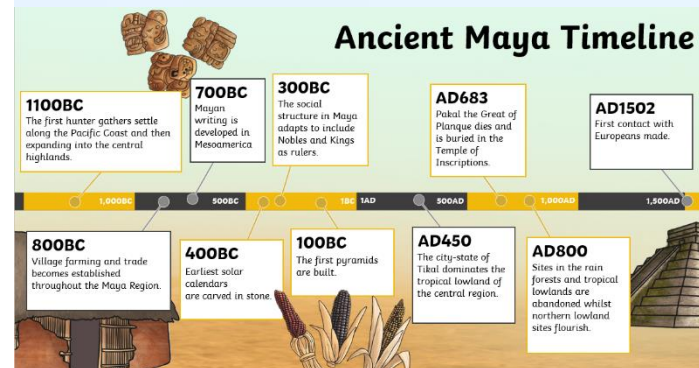 Ancient Maya Timeline
1100BC
The first hunter gathers settle
along the Pacific Coast and then
expanding into the central
highlands.
700BC
Mayan
writing is
developed in
Mesoamerica
300BC
The social
structure in Maya
adapts to include
Nobles and Kings
as rulers.
AD683
Pakal the Great of
Planque dies and
is buried in the
Temple of
Inscriptions.
AD1502
First contact with
Europeans made.
1,000BC
500BC
1BC
1AD
500AD
1,000AD
1,500AD
800BC
Village farming and trade
becomes established
throughout the Maya Region.
400BC
Earliest solar
calendars
are carved in stone.
100BC
The first pyramids
are built.
AD450
The city-state of
Tikal dominates the
tropical lowland of
the central region.
AD800
Sites in the rain
forests and tropical
lowlands are
abandoned whilst
northern lowland
sites flourish.